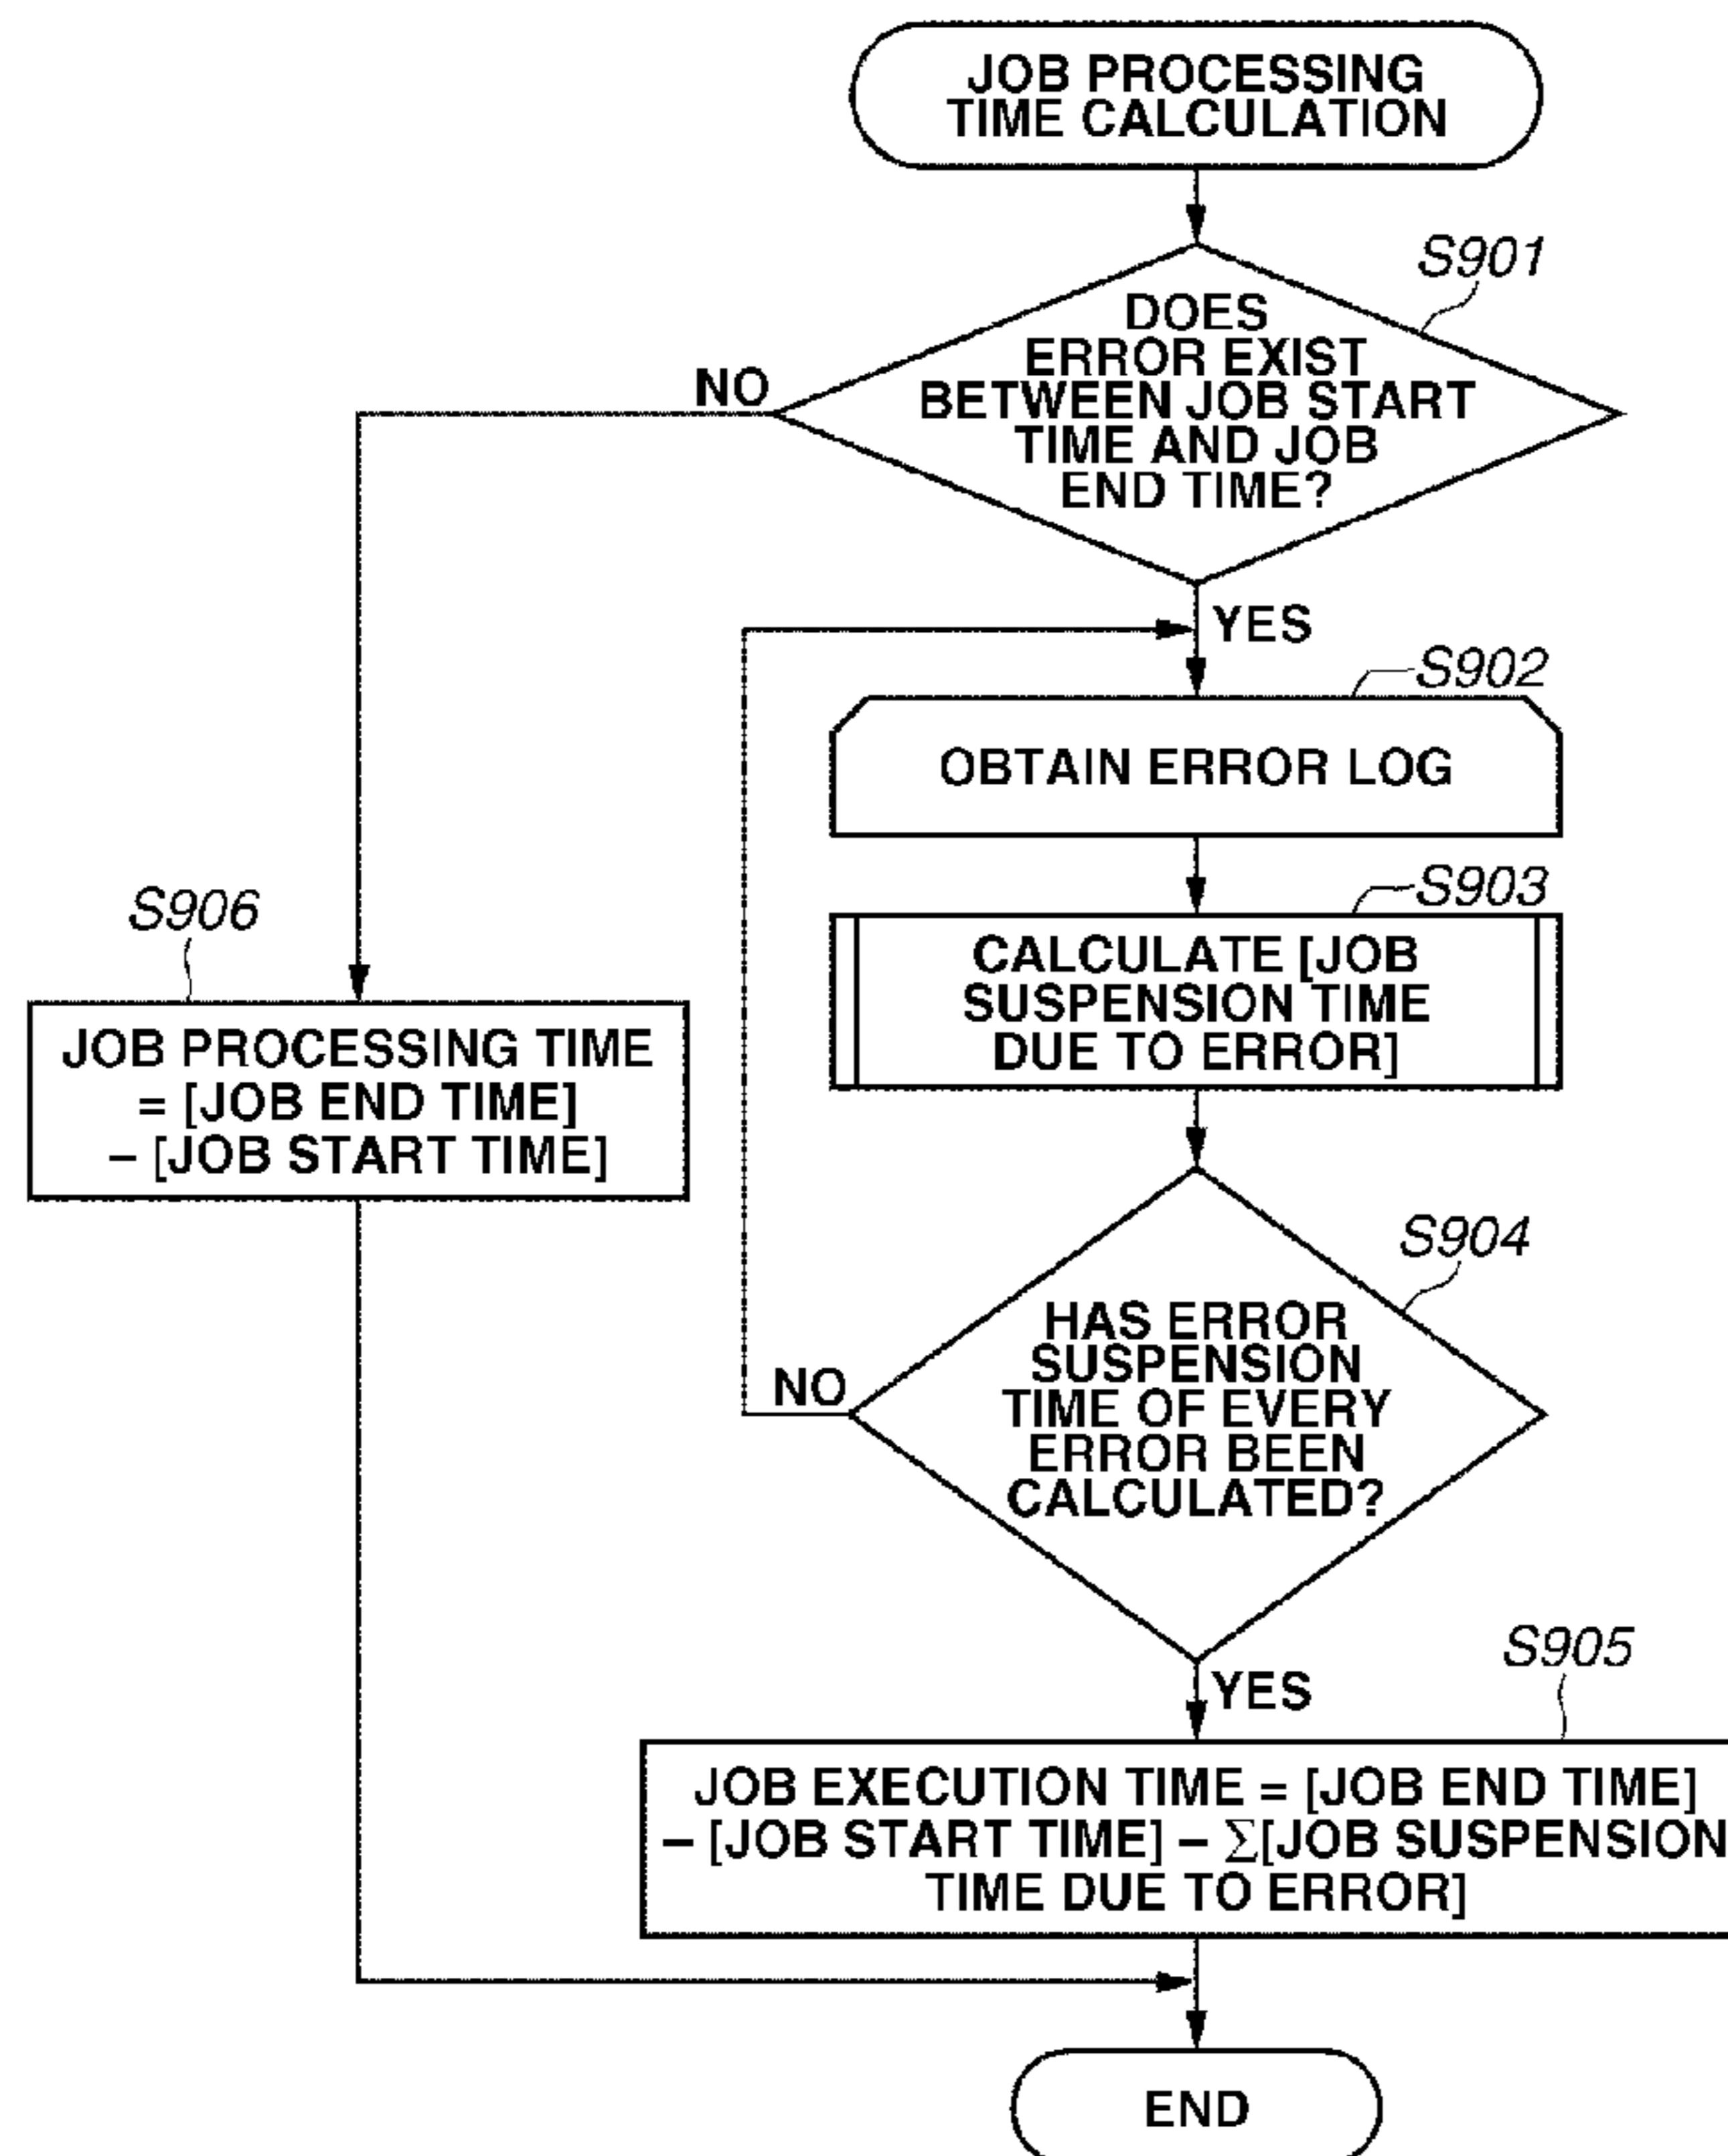 JOB PROCESSING
TIME CALCULATION
S901
DOES
ERROR EXIST
BETWEEN JOB START
TIME AND JOB
END TIME?
NO
YES
S902
OBTAIN ERROR LOG
S903
CALCULATE [JOB
SUSPENSION TIME
DUE TO ERROR]
S906
JOB PROCESSING TIME
= [JOB END TIME]
– [JOB START TIME]
S904
HAS ERROR
SUSPENSION
TIME OF EVERY
ERROR BEEN
CALCULATED?
NO
YES
S905
JOB EXECUTION TIME = [JOB END TIME]
– [JOB START TIME] – Σ[JOB SUSPENSION
TIME DUE TO ERROR]
END